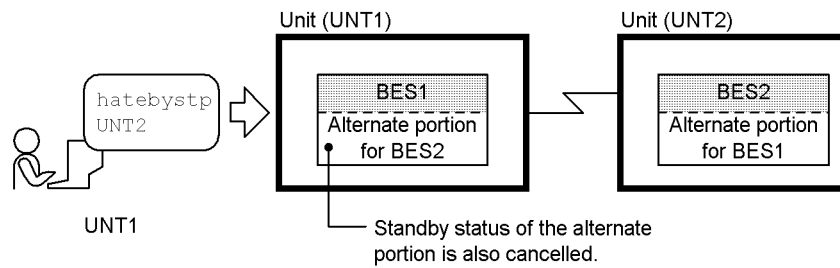 Unit (UNT1)
Unit (UNT2)
hatebystp
UNT2
BES1
Alternate portion
for BES2
BES2
Alternate portion
for BES1
UNT1
Standby status of the alternate
portion is also cancelled.